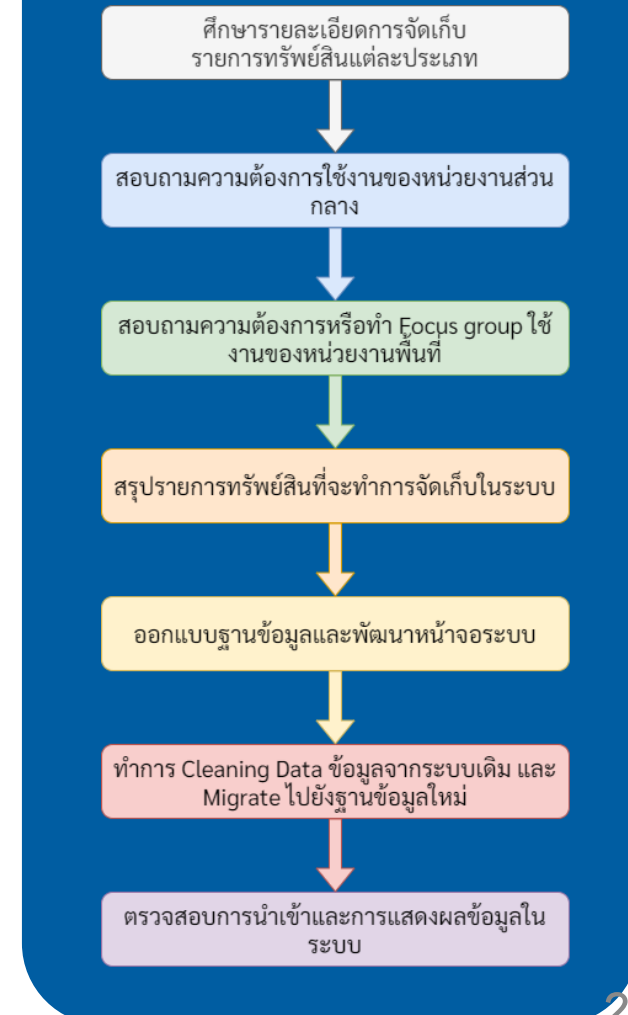 ศึกษารายละเอียดการจัดเก็บ
รายการทรัพย์สินแต่ละประเภท
สอบถามความต้องการใช้งานของหน่วยงานส่วน
กลาง
สอบถามความต้องการหรือทำ Focus group ใช้
งานของหน่วยงานพื้นที่
สรุปรายการทรัพย์สินที่จะทำการจัดเก็บในระบบ
ออกแบบฐานข้อมูลและพัฒนาหน้าจอระบบ
ทำการ Cleaning Data ข้อมูลจากระบบเดิม และ
Migrate ไปยังฐานข้อมูลใหม่
ตรวจสอบการนำเข้าและการแสดงผลข้อมูลใน
ระบบ
2